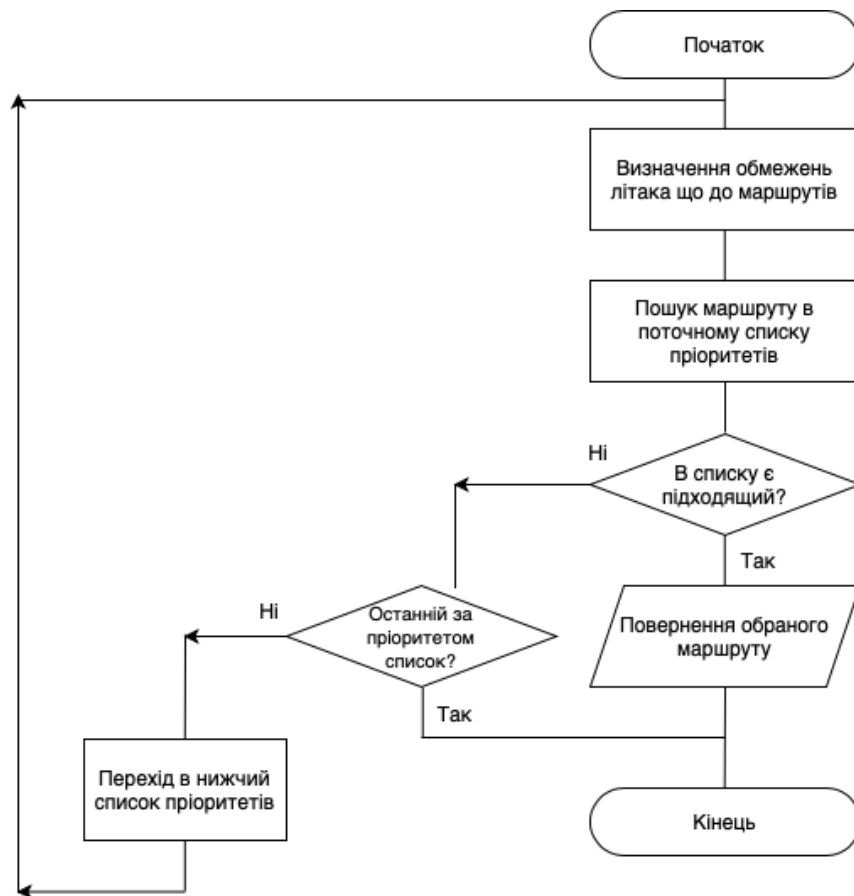 Початок
Визначення обмежень
літака що до маршрутів
Пошук маршруту в
поточному списку
пріоритетів
Ні
В списку є
підходящий?
Так
Ні
Останній за
пріоритетом
список?
Повернення обраного
маршруту
Так
Перехід в нижчий
список пріоритетів
Кінець